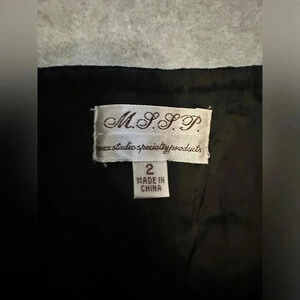 M.S.S.P.
max studio specialty products
2
MADE IN
CHINA